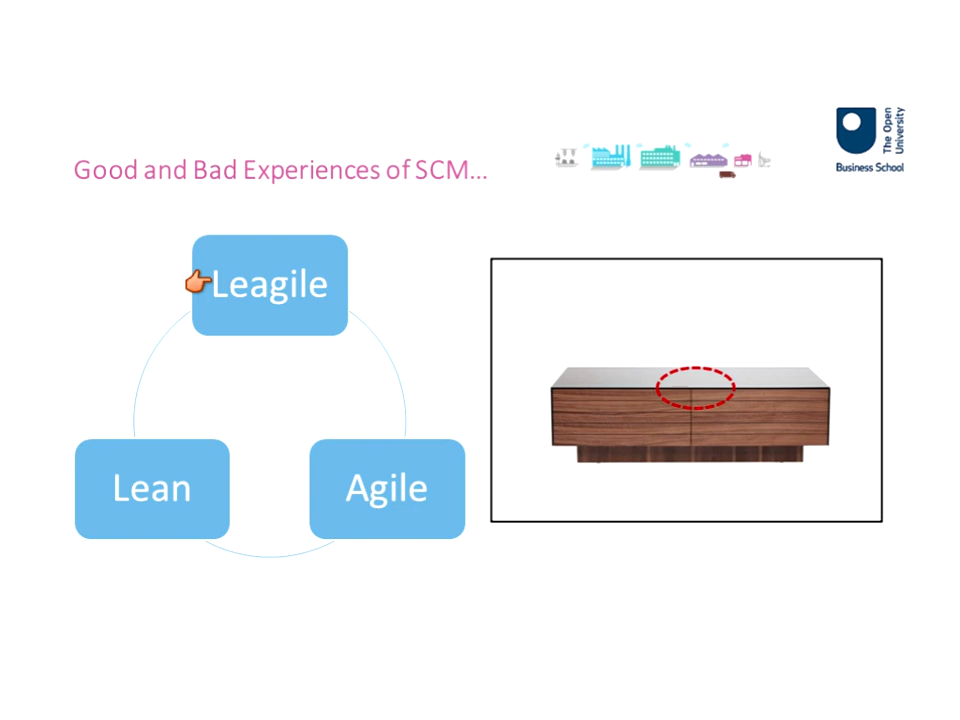 Good and Bad Experiences of SCM...
The Open
University
Business School
Leagile
Lean
Agile